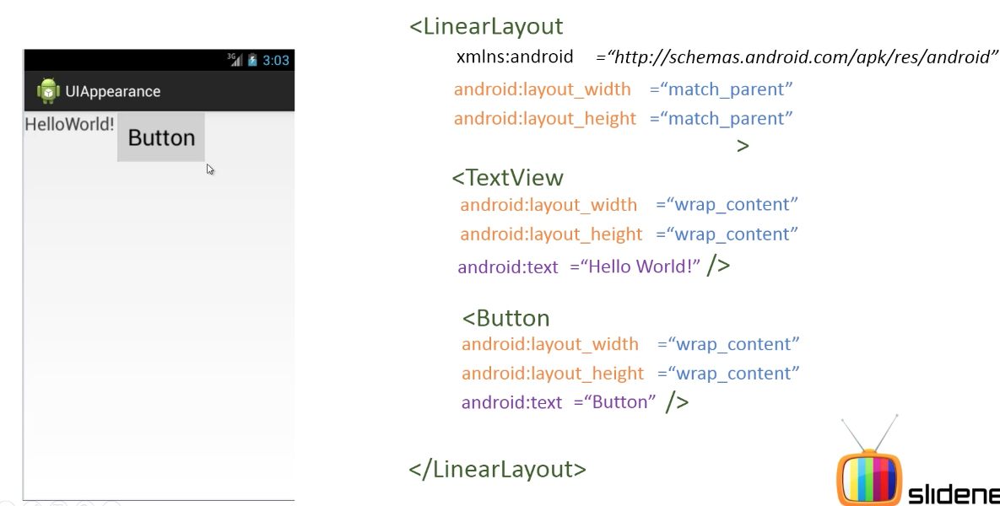 3G 3:03
UIAppearance
HelloWorld! Button
<LinearLayout
xmlns:android =“http://schemas.android.com/apk/res/android”
android:layout_width =“match_parent”
android:layout_height =“match_parent”
>
<TextView
android:layout_width =“wrap_content”
android:layout_height =“wrap_content”
android:text =“Hello World!” />
<Button
android:layout_width =“wrap_content”
android:layout_height =“wrap_content”
android:text =“Button” />
</LinearLayout>
slidene